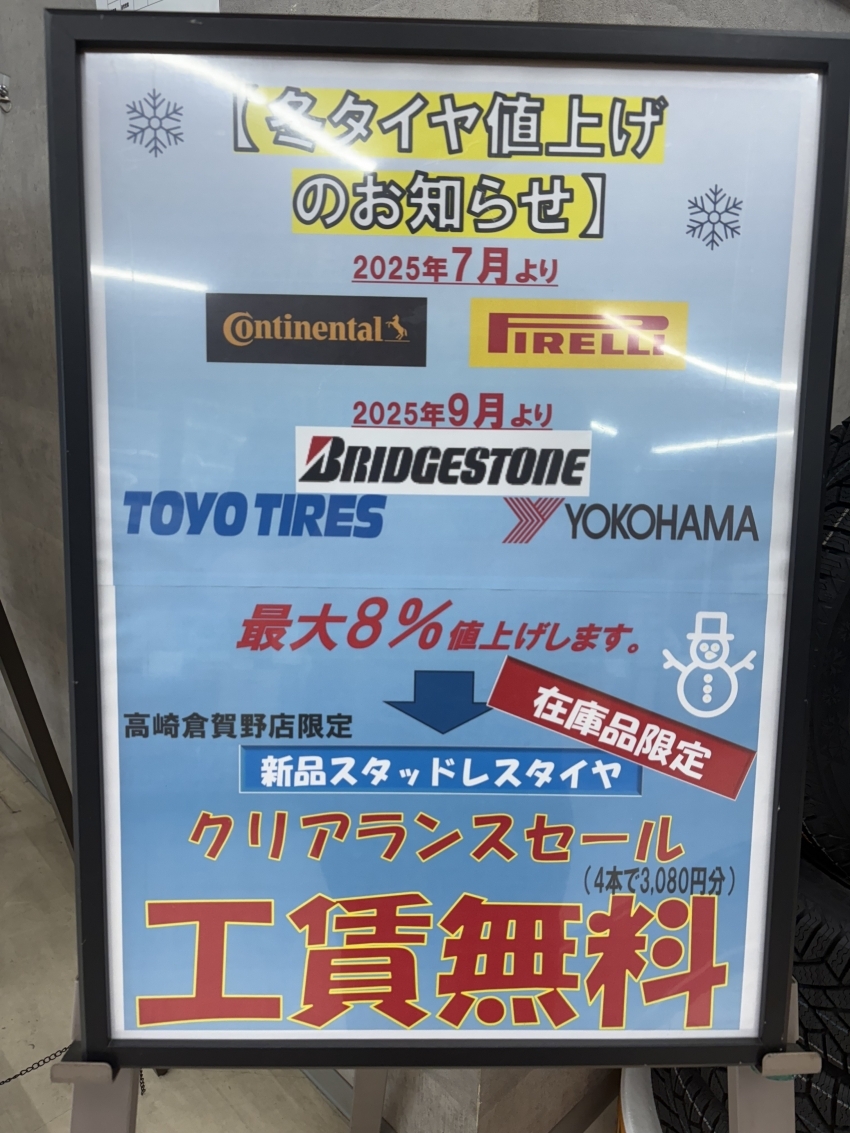 【冬タイヤ値上げ
のお知らせ】
2025年7月より
Continental
PIRELLI
2025年9月より
BRIDGESTONE
TOYO TIRES
YOKOHAMA
最大8%値上げします。
在庫品限定
高崎倉賀野店限定
新品スタッドレスタイヤ
クリアランスセール
（4本で3,080円分）
工賃無料